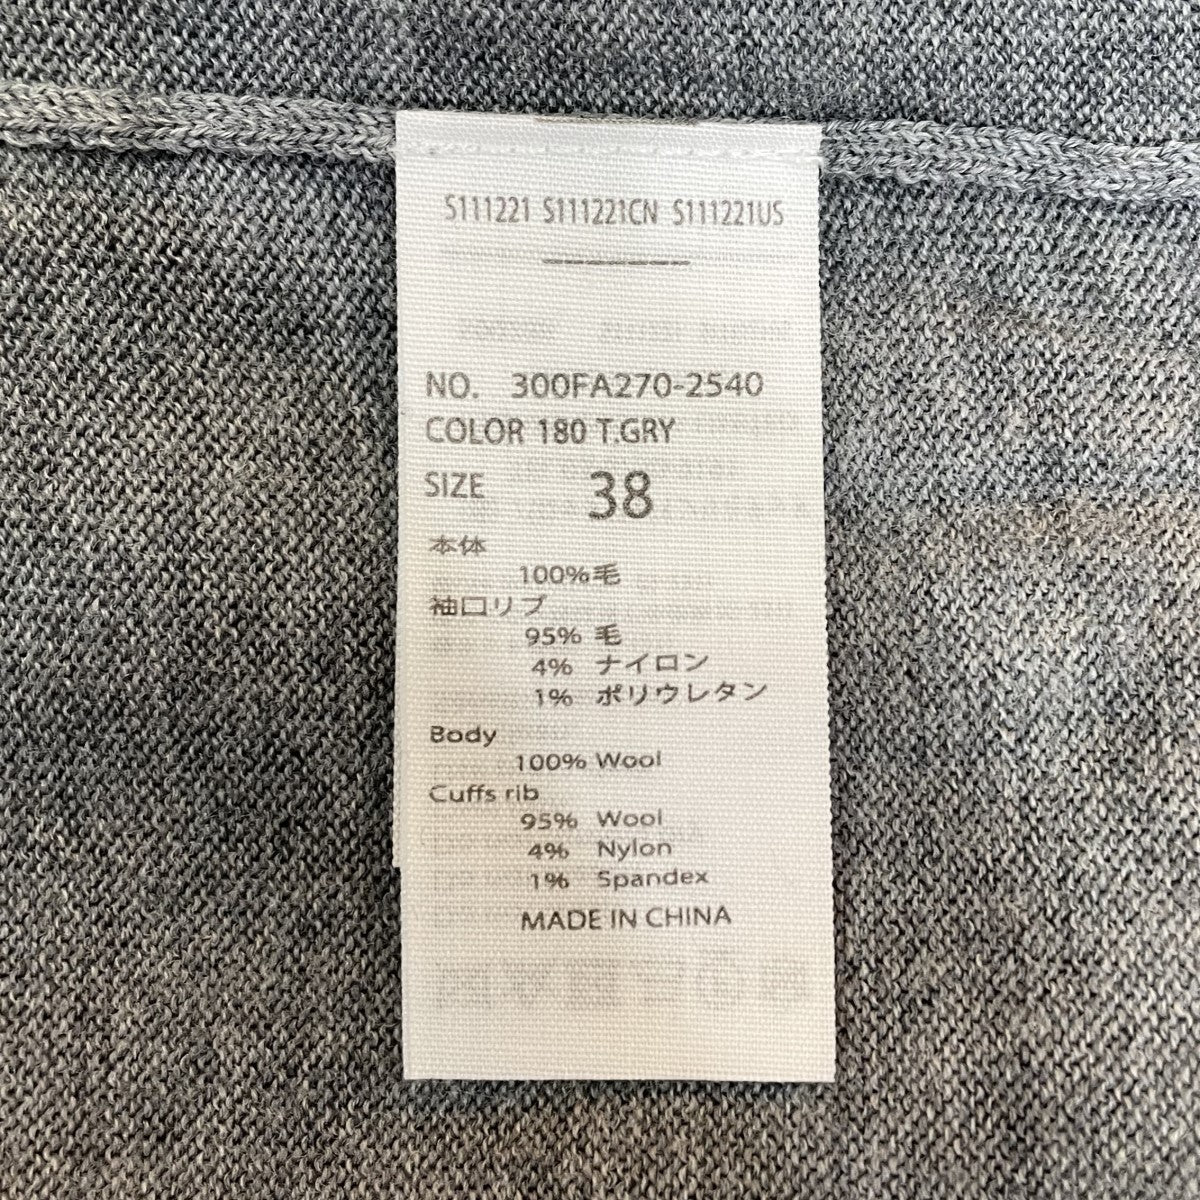 S111221 S111221CN S111221US
NO. 300FA270-2540
COLOR 180 T.GRY
SIZE 38
本体
100%毛
袖口リブ
95% 毛
4% ナイロン
1% ポリウレタン
Body
100% Wool
Cuffs rib
95% Wool
4% Nylon
1% Spandex
MADE IN CHINA